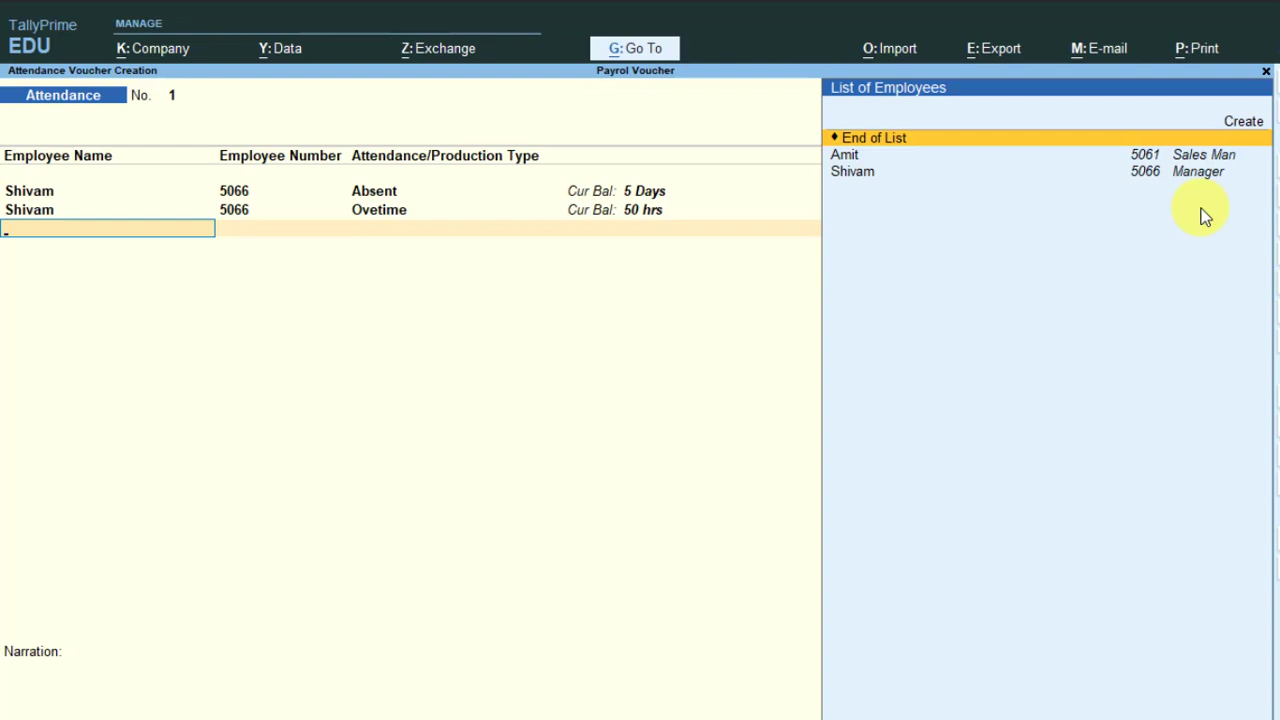 TallyPrime
EDU
MANAGE
K: Company Y: Data Z: Exchange G: Go To O: Import E: Export M: E-mail P: Print
Attendance Voucher Creation Payrol Voucher x
Attendance No. 1
Employee Name Employee Number Attendance/Production Type
Shivam 5066 Absent Cur Bal: 5 Days
Shivam 5066 Ovetime Cur Bal: 50 hrs
Narration:
List of Employees
Create
♦ End of List
Amit 5061 Sales Man
Shivam 5066 Manager